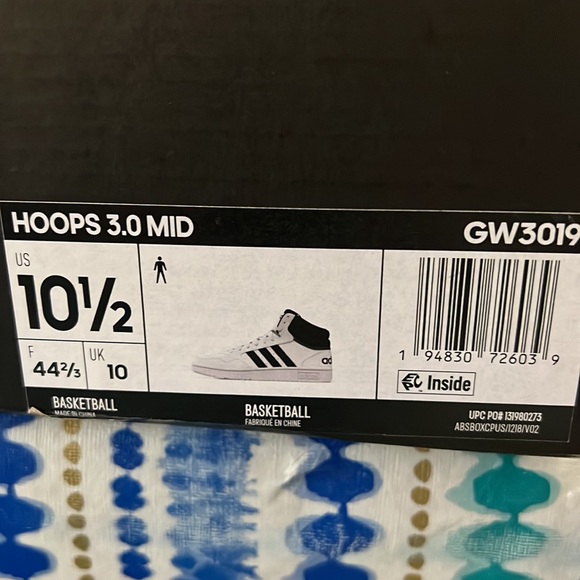 HOOPS 3.0 MID
GW3019
US
10½
F
44⅔
UK
10
1 94830 72603 9
Inside
BASKETBALL
MADE IN CHINA
BASKETBALL
FABRIQUÉ EN CHINE
UPC PO# 131980273
ABSBOXCPUS/1218/V02